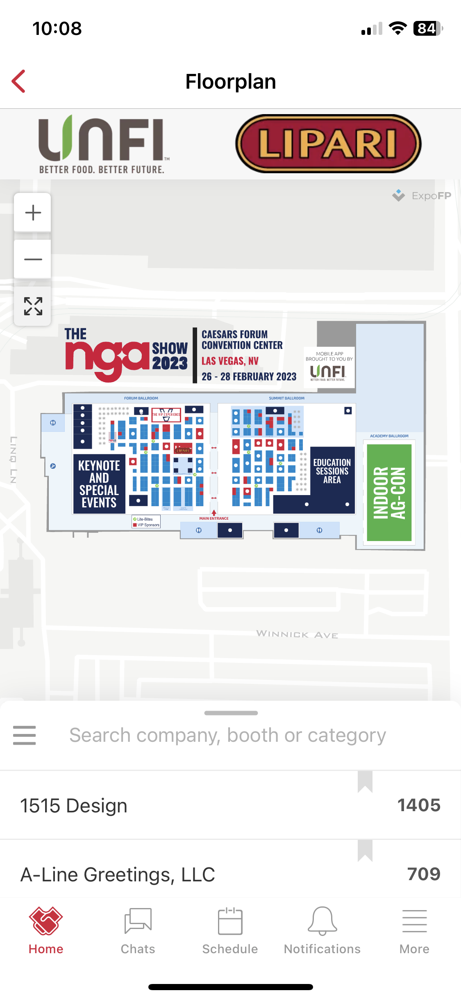 10:08
84
Floorplan
UNFI™
BETTER FOOD. BETTER FUTURE.
LIPARI
ExpoFP
THE
nga
SHOW
2023
CAESARS FORUM
CONVENTION CENTER
LAS VEGAS, NV
26 - 28 FEBRUARY 2023
MOBILE APP
BROUGHT TO YOU BY
UNFI
BETTER FOOD. BETTER FUTURE.
FORUM BALLROOM
SUMMIT BALLROOM
THE VIP EXPERIENCE
LIPARI
ACADEMY BALLROOM
KEYNOTE
AND
SPECIAL
EVENTS
EDUCATION
SESSIONS
AREA
INDOOR
AG-CON
LINQ LN
Lite-Bites
VIP Sponsors
MAIN ENTRANCE
WINNICK AVE
Search company, booth or category
1515 Design
1405
A-Line Greetings, LLC
709
Home
Chats
Schedule
Notifications
More